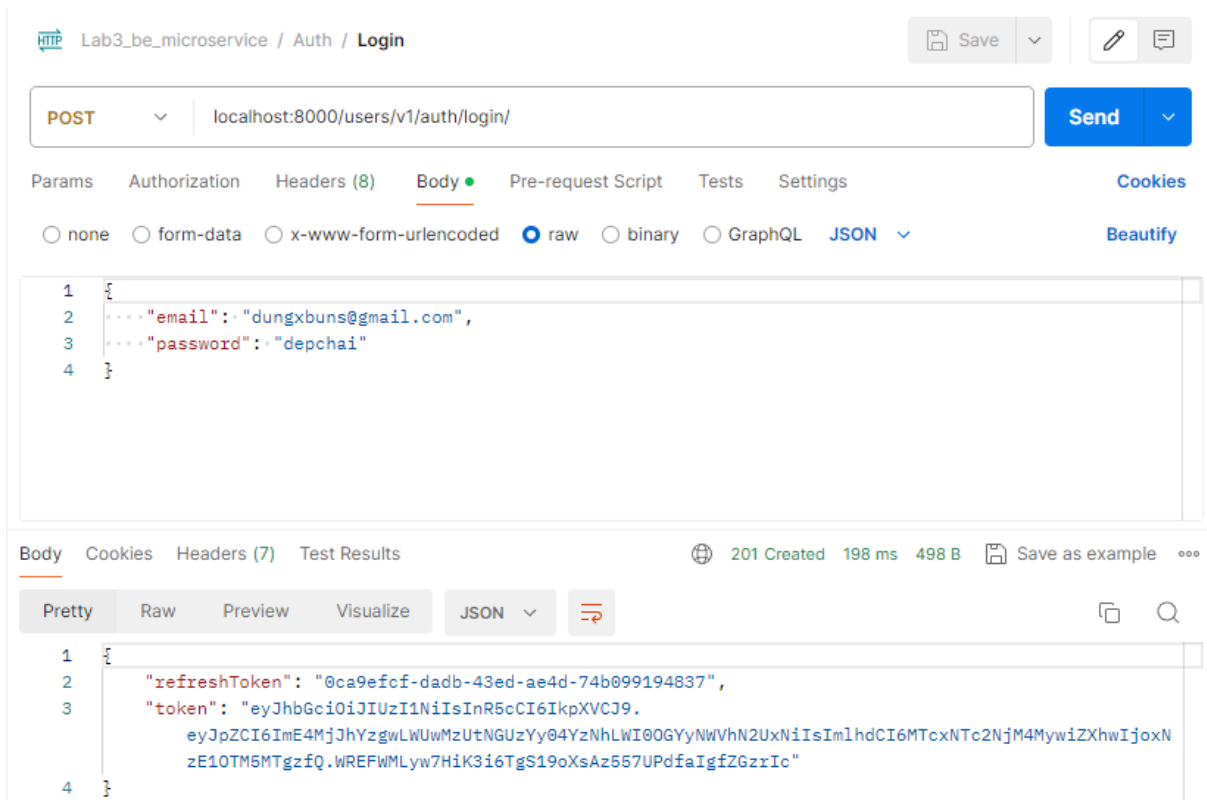 HTTP Lab3_be_microservice / Auth / Login Save
POST localhost:8000/users/v1/auth/login/ Send
Params Authorization Headers (8) Body Pre-request Script Tests Settings Cookies
none form-data x-www-form-urlencoded raw binary GraphQL JSON Beautify
1 {
2 "email": "dungxbuns@gmail.com",
3 "password": "depchai"
4 }
Body Cookies Headers (7) Test Results 201 Created 198 ms 498 B Save as example
Pretty Raw Preview Visualize JSON
1 {
2 "refreshToken": "0ca9efcf-dadb-43ed-ae4d-74b099194837",
3 "token": "eyJhbGciOiJIUzI1NiIsInR5cCI6IkpXVCJ9.
eyJpZCI6ImE4MjJhYzgwLWUwMzUtNGUzYy04YzNhLWI0OGYyNWVhN2UxNiIsImlhdCI6MTcxNTc2NjM4MywiZXhwIjoxN
zE1OTM5MTgzfQ.WREFWMLyw7HiK3i6TgS19oXsAz557UPdfaIgfZGzrIc"
4 }